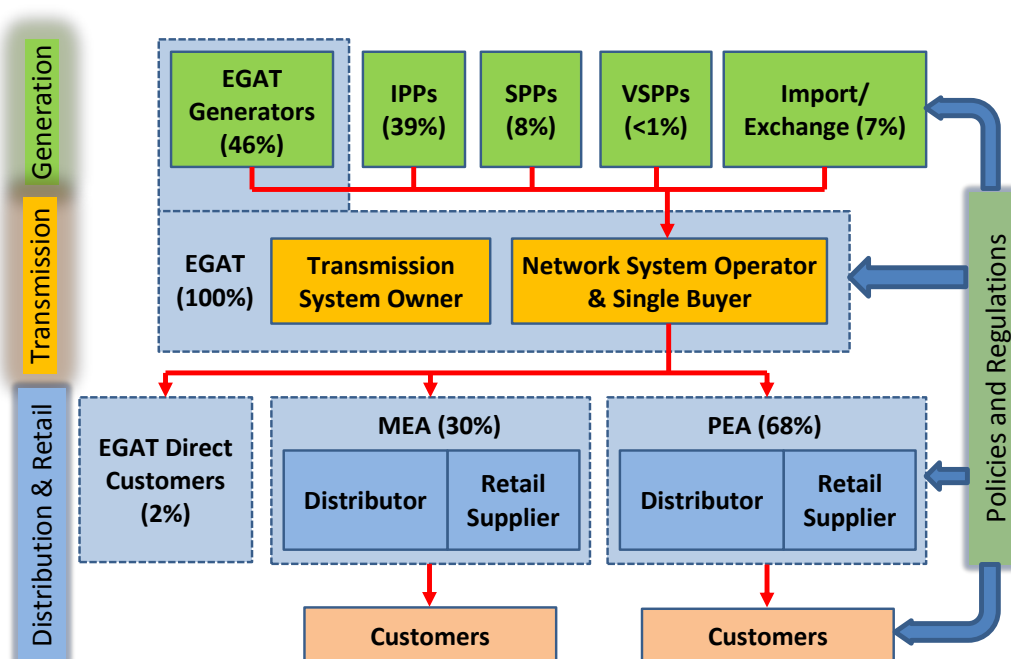 Generation
EGAT
Generators
(46%)
IPPs
(39%)
SPPs
(8%)
VSPPs
(<1%)
Import/
Exchange (7%)
Transmission
EGAT
(100%)
Transmission
System Owner
Network System Operator
& Single Buyer
Policies and Regulations
Distribution & Retail
EGAT Direct
Customers
(2%)
MEA (30%)
Distributor
Retail
Supplier
PEA (68%)
Distributor
Retail
Supplier
Customers
Customers